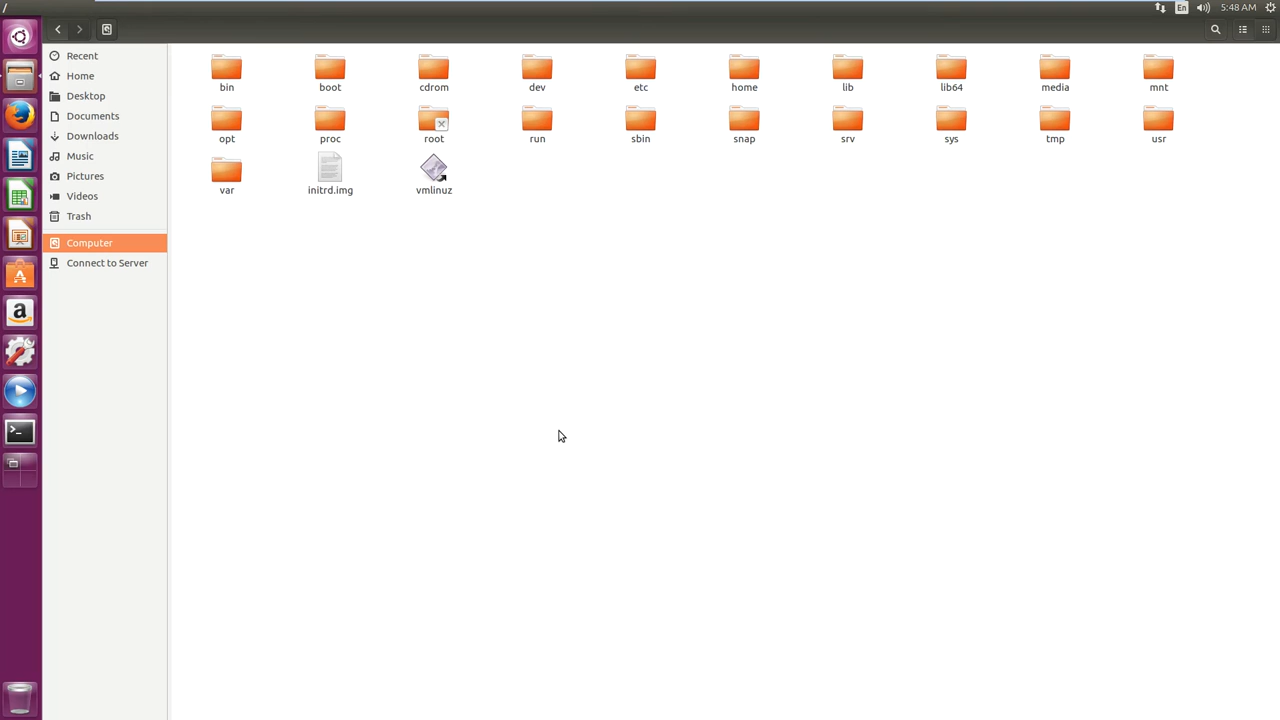 /
En
5:48 AM
Recent
Home
Desktop
Documents
Downloads
Music
Pictures
Videos
Trash
Computer
Connect to Server
bin boot cdrom dev etc home lib lib64 media mnt
opt proc root run sbin snap srv sys tmp usr
var initrd.img vmlinuz